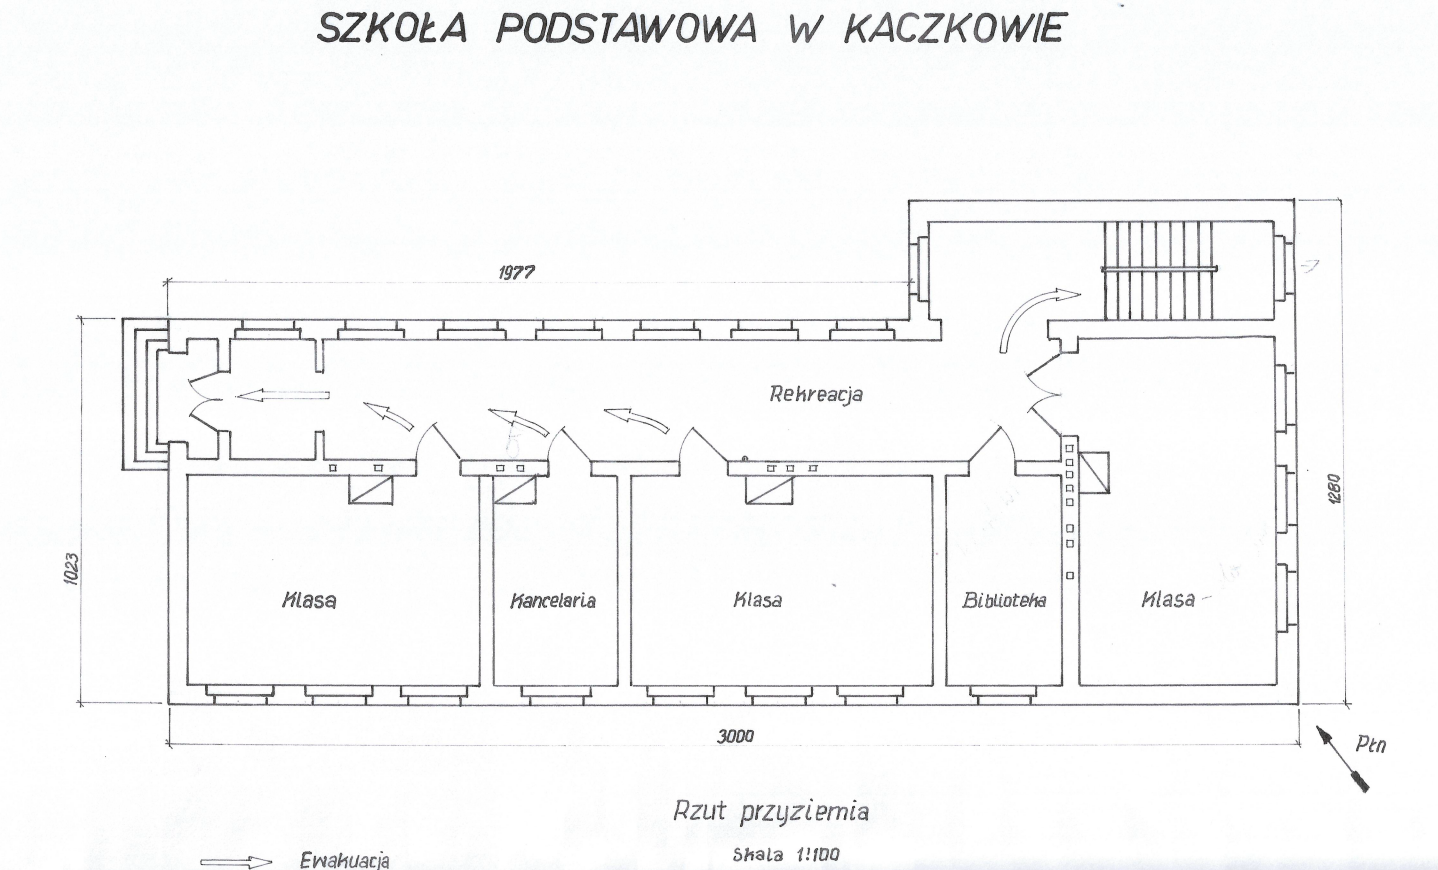 SZKOŁA PODSTAWOWA W KACZKOWIE
1977
Rekreacja
1280
1023
Klasa
Kancelaria
Klasa
Biblioteka
Klasa
3000
Płn
Rzut przyziemia
Skala 1:100
Ewakuacja